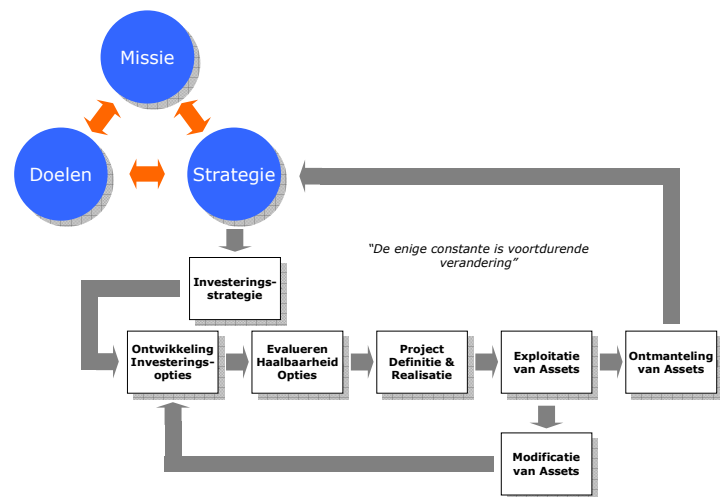 Missie
Doelen
Strategie
“De enige constante is voortdurende
verandering”
Investerings-
strategie
Ontwikkeling
Investerings-
opties
Evalueren
Haalbaarheid
Opties
Project
Definitie &
Realisatie
Exploitatie
van Assets
Ontmanteling
van Assets
Modificatie
van Assets